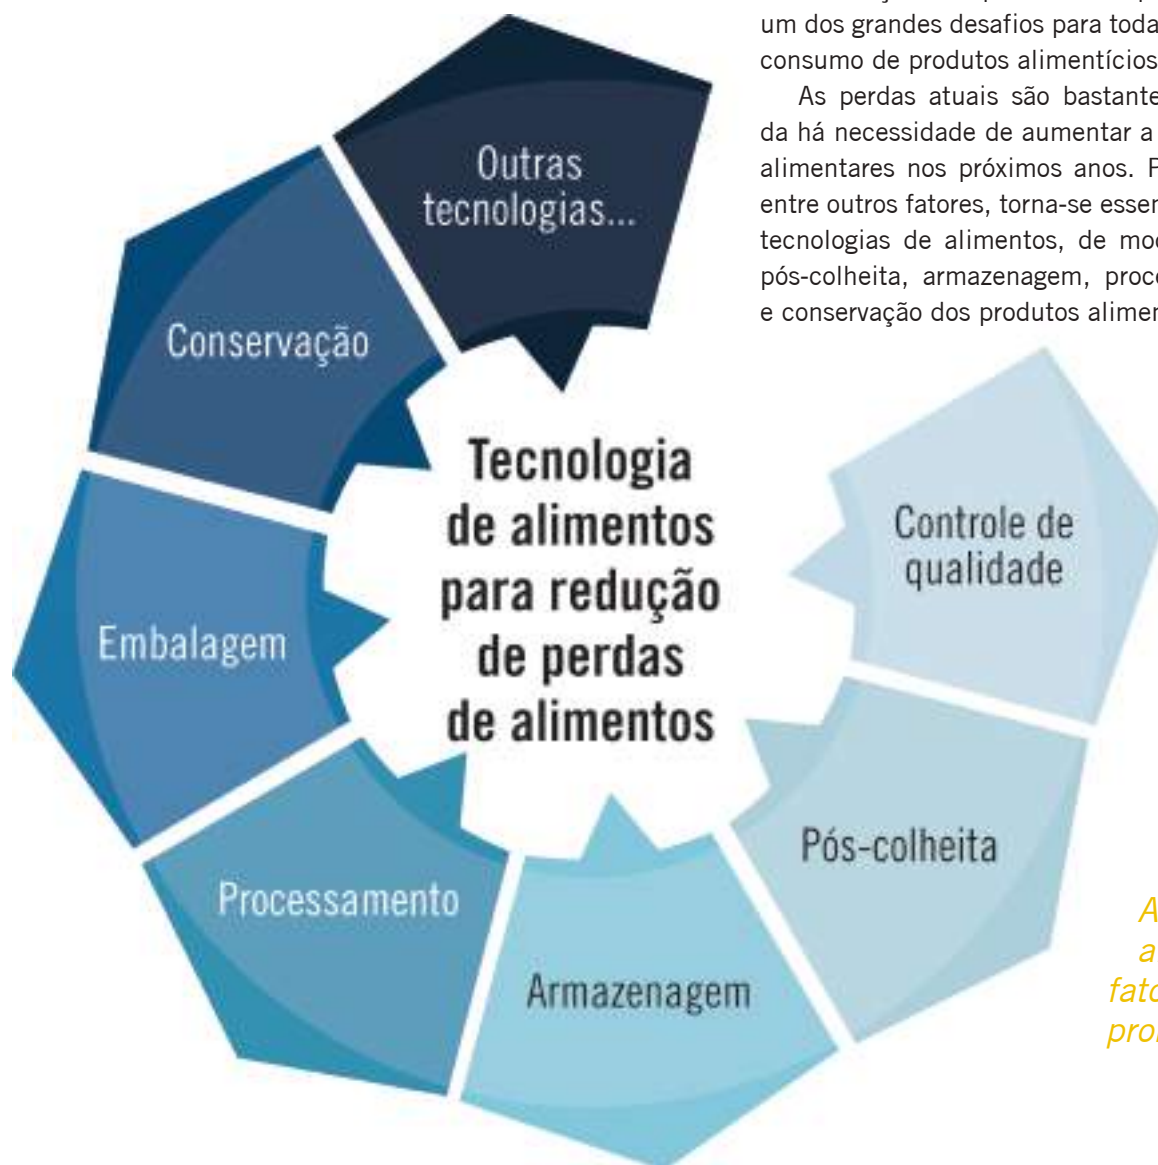 um dos grandes desafios para toda
consumo de produtos alimentícios
As perdas atuais são bastante
da há necessidade de aumentar a
alimentares nos próximos anos. P
entre outros fatores, torna-se essen
tecnologias de alimentos, de mo
pós-colheita, armazenagem, proc
e conservação dos produtos alimen
Outras
tecnologias...
Conservação
Embalagem
Processamento
Armazenagem
Pós-colheita
Controle de
qualidade
Tecnologia
de alimentos
para redução
de perdas
de alimentos
A
a
fato
pro